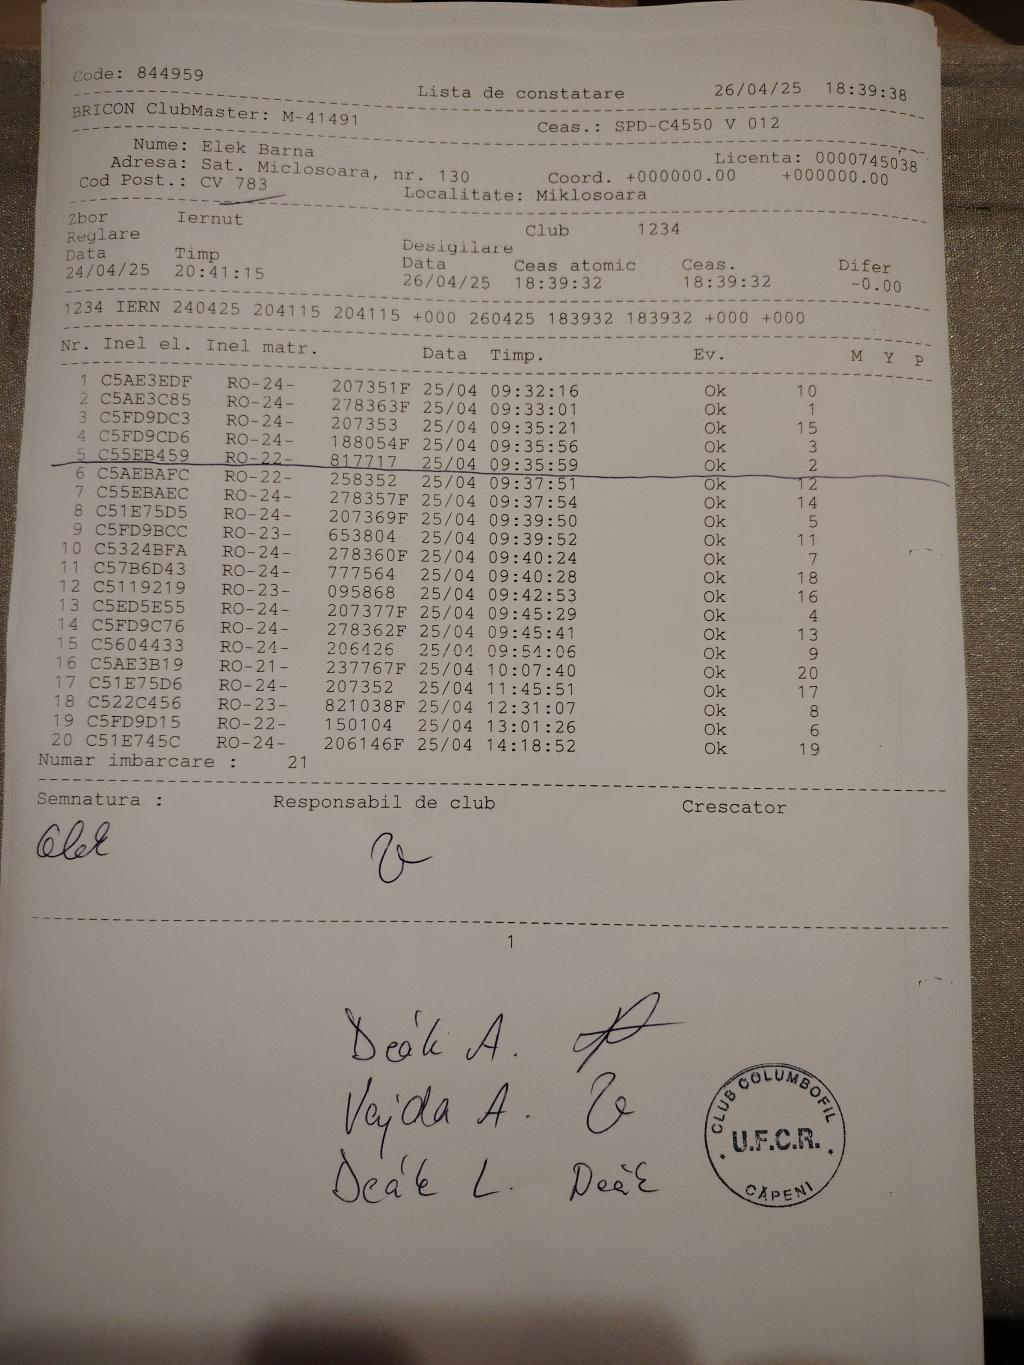 Code: 844959
Lista de constatare 26/04/25 18:39:38
BRICON ClubMaster: M-41491 Ceas.: SPD-C4550 V 012
Nume: Elek Barna Licenta: 0000745038
Adresa: Sat. Miclosoara, nr. 130 Coord. +000000.00 +000000.00
Cod Post.: CV 783 Localitate: Miklosoara
Zbor Iernut Club 1234
Reglare Desigilare
Data Timp Data Ceas atomic Ceas. Difer
24/04/25 20:41:15 26/04/25 18:39:32 18:39:32 -0.00
1234 IERN 240425 204115 204115 +000 260425 183932 183932 +000 +000
Nr. Inel el. Inel matr. Data Timp. Ev. M Y P
1 C5AE3EDF RO-24- 207351F 25/04 09:32:16 Ok 10
2 C5AE3C85 RO-24- 278363F 25/04 09:33:01 Ok 1
3 C5FD9DC3 RO-24- 207353 25/04 09:35:21 Ok 15
4 C5FD9CD6 RO-24- 188054F 25/04 09:35:56 Ok 3
5 C55EB459 RO-22- 817717 25/04 09:35:59 Ok 2
6 C5AEBAFC RO-22- 258352 25/04 09:37:51 Ok 12
7 C55EBAEC RO-24- 278357F 25/04 09:37:54 Ok 14
8 C51E75D5 RO-24- 207369F 25/04 09:39:50 Ok 5
9 C5FD9BCC RO-23- 653804 25/04 09:39:52 Ok 11
10 C5324BFA RO-24- 278360F 25/04 09:40:24 Ok 7
11 C57B6D43 RO-24- 777564 25/04 09:40:28 Ok 18
12 C5119219 RO-23- 095868 25/04 09:42:53 Ok 16
13 C5ED5E55 RO-24- 207377F 25/04 09:45:29 Ok 4
14 C5FD9C76 RO-24- 278362F 25/04 09:45:41 Ok 13
15 C5604433 RO-24- 206426 25/04 09:54:06 Ok 9
16 C5AE3B19 RO-21- 237767F 25/04 10:07:40 Ok 20
17 C51E75D6 RO-24- 207352 25/04 11:45:51 Ok 17
18 C522C456 RO-23- 821038F 25/04 12:31:07 Ok 8
19 C5FD9D15 RO-22- 150104 25/04 13:01:26 Ok 6
20 C51E745C RO-24- 206146F 25/04 14:18:52 Ok 19
Numar imbarcare : 21
Semnatura : Responsabil de club Crescator
1
Deák A.
Vajda A.
Deák L. Deák
CLUB COLUMBOFIL
U.F.C.R.
CĂPENI